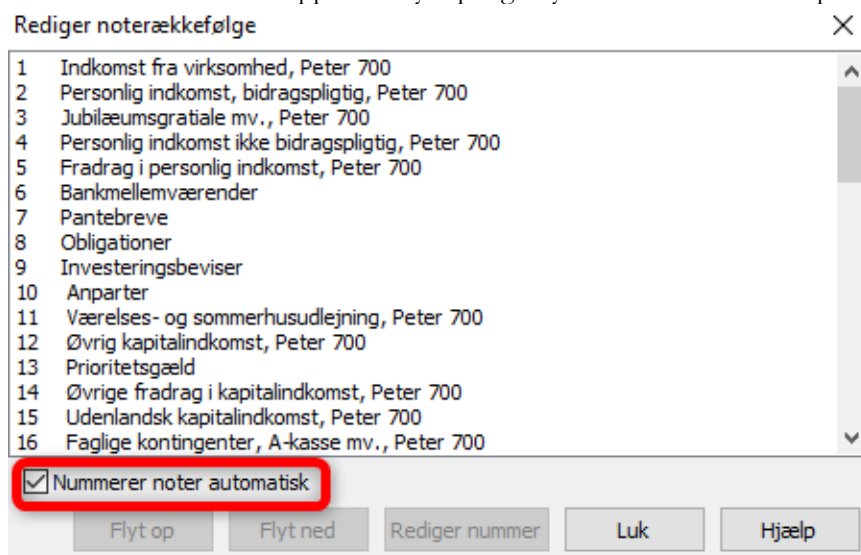 Rediger noterækkefølge
1 Indkomst fra virksomhed, Peter 700
2 Personlig indkomst, bidragspligtig, Peter 700
3 Jubilæumsgratiale mv., Peter 700
4 Personlig indkomst ikke bidragspligtig, Peter 700
5 Fradrag i personlig indkomst, Peter 700
6 Bankmellemværender
7 Pantebreve
8 Obligationer
9 Investeringsbeviser
10 Anparter
11 Værelses- og sommerhusudlejning, Peter 700
12 Øvrig kapitalindkomst, Peter 700
13 Prioritetsgæld
14 Øvrige fradrag i kapitalindkomst, Peter 700
15 Udenlandsk kapitalindkomst, Peter 700
16 Faglige kontingenter, A-kasse mv., Peter 700
Nummerer noter automatisk
Flyt op Flyt ned Rediger nummer Luk Hjælp